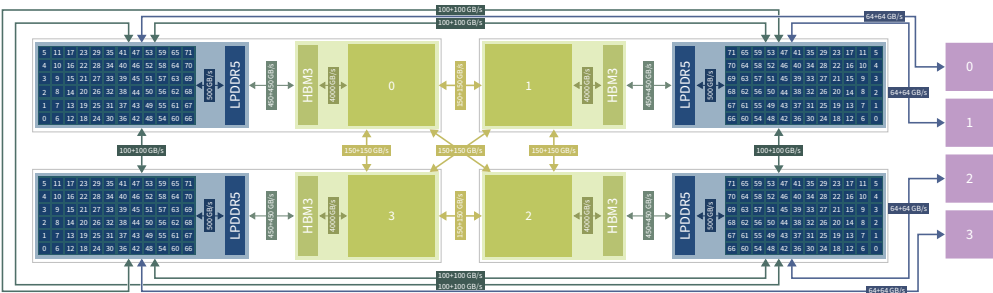 100+100 GB/s
64+64 GB/s
100+100 GB/s
5 11 17 23 29 35 41 47 53 59 65 71
4 10 16 22 28 34 40 46 52 58 64 70
3 9 15 21 27 33 39 45 51 57 63 69
2 8 14 20 26 32 38 44 50 56 62 68
1 7 13 19 25 31 37 43 49 55 61 67
0 6 12 18 24 30 36 42 48 54 60 66
500 GB/s
LPDDR5
450+450 GB/s
HBM3
4000 GB/s
0
150+150 GB/s
1
4000 GB/s
HBM3
450+450 GB/s
LPDDR5
500 GB/s
71 65 59 53 47 41 35 29 23 17 11 5
70 64 58 52 46 40 34 28 22 16 10 4
69 63 57 51 45 39 33 27 21 15 9 3
68 62 56 50 44 38 32 26 20 14 8 2
67 61 55 49 43 37 31 25 19 13 7 1
66 60 54 48 42 36 30 24 18 12 6 0
64+64 GB/s
0
1
100+100 GB/s
150+150 GB/s
150+150 GB/s
150+150 GB/s
100+100 GB/s
5 11 17 23 29 35 41 47 53 59 65 71
4 10 16 22 28 34 40 46 52 58 64 70
3 9 15 21 27 33 39 45 51 57 63 69
2 8 14 20 26 32 38 44 50 56 62 68
1 7 13 19 25 31 37 43 49 55 61 67
0 6 12 18 24 30 36 42 48 54 60 66
500 GB/s
LPDDR5
450+450 GB/s
HBM3
4000 GB/s
3
150+150 GB/s
2
4000 GB/s
HBM3
450+450 GB/s
LPDDR5
500 GB/s
71 65 59 53 47 41 35 29 23 17 11 5
70 64 58 52 46 40 34 28 22 16 10 4
69 63 57 51 45 39 33 27 21 15 9 3
68 62 56 50 44 38 32 26 20 14 8 2
67 61 55 49 43 37 31 25 19 13 7 1
66 60 54 48 42 36 30 24 18 12 6 0
64+64 GB/s
2
3
100+100 GB/s
100+100 GB/s
64+64 GB/s